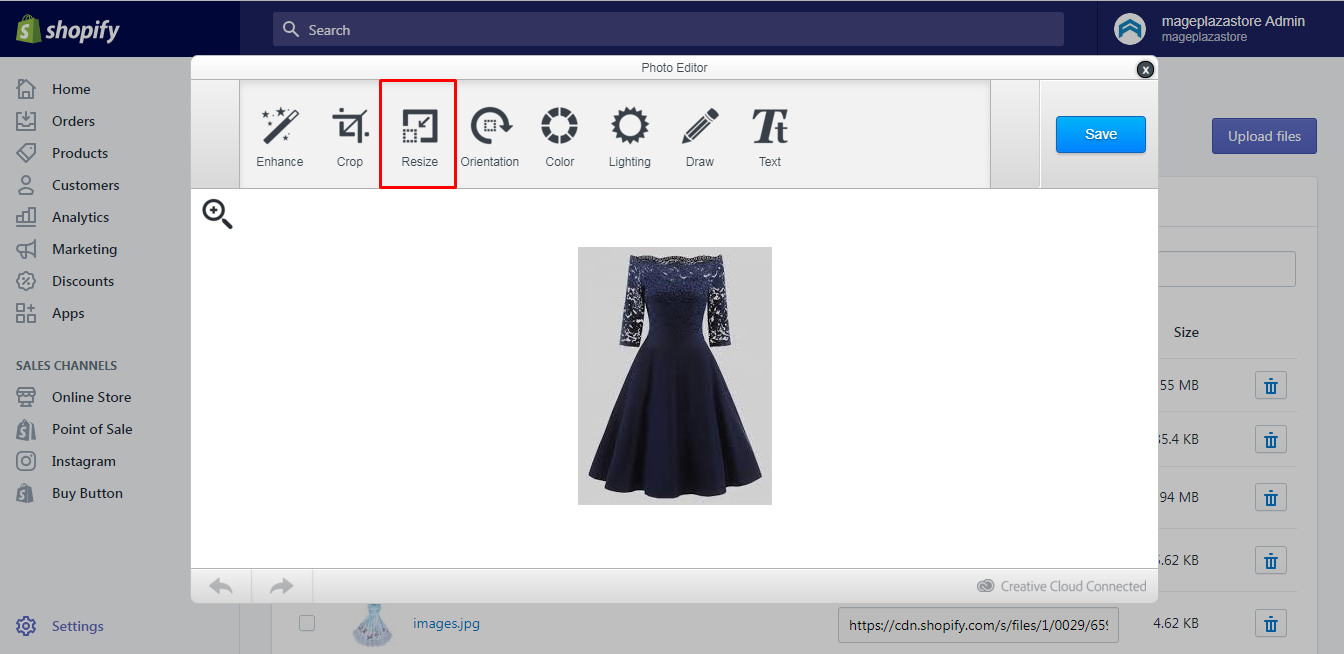 shopify
Search
mageplazastore Admin
mageplazastore
Photo Editor
x
Home
Orders
Products
Customers
Analytics
Marketing
Discounts
Apps
SALES CHANNELS
Online Store
Point of Sale
Instagram
Buy Button
Settings
Enhance
Crop
Resize
Orientation
Color
Lighting
Draw
Tt
Text
Save
Upload files
Size
55 MB
35.4 KB
94 MB
.62 KB
Creative Cloud Connected
images.jpg
https://cdn.shopify.com/s/files/1/0029/659
4.62 KB